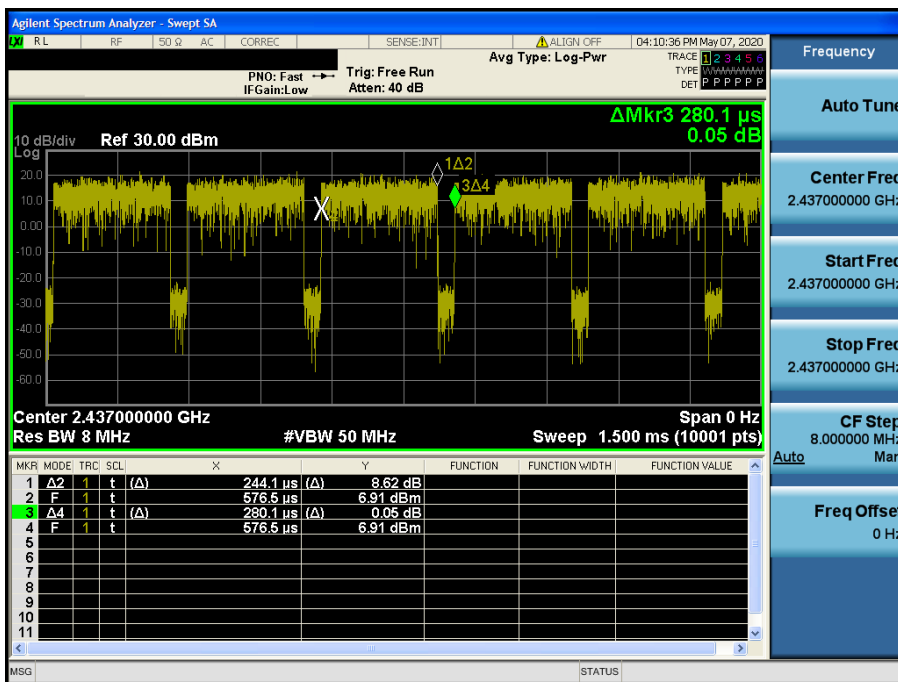 Agilent Spectrum Analyzer - Swept SA
LXI RL RF 50 Ω AC CORREC SENSE:INT ALIGN OFF 04:10:36 PM May 07, 2020
Avg Type: Log-Pwr TRACE 1 2 3 4 5 6
PNO: Fast Trig: Free Run TYPE WWWWWW
IFGain:Low Atten: 40 dB DET P P P P P P
ΔMkr3 280.1 µs
0.05 dB
10 dB/div Ref 30.00 dBm
Log
20.0
10.0
0.00
-10.0
-20.0
-30.0
-40.0
-50.0
-60.0
1Δ2
3Δ4
Center 2.437000000 GHz Span 0 Hz
Res BW 8 MHz #VBW 50 MHz Sweep 1.500 ms (10001 pts)
MKR MODE TRC SCL X Y FUNCTION FUNCTION WIDTH FUNCTION VALUE
1 Δ2 1 t (Δ) 244.1 µs (Δ) 8.62 dB
2 F 1 t 576.5 µs 6.91 dBm
3 Δ4 1 t (Δ) 280.1 µs (Δ) 0.05 dB
4 F 1 t 576.5 µs 6.91 dBm
5
6
7
8
9
10
11
MSG STATUS
Frequency
Auto Tune
Center Freq
2.437000000 GHz
Start Freq
2.437000000 GHz
Stop Freq
2.437000000 GHz
CF Step
8.000000 MHz
Auto Man
Freq Offset
0 Hz